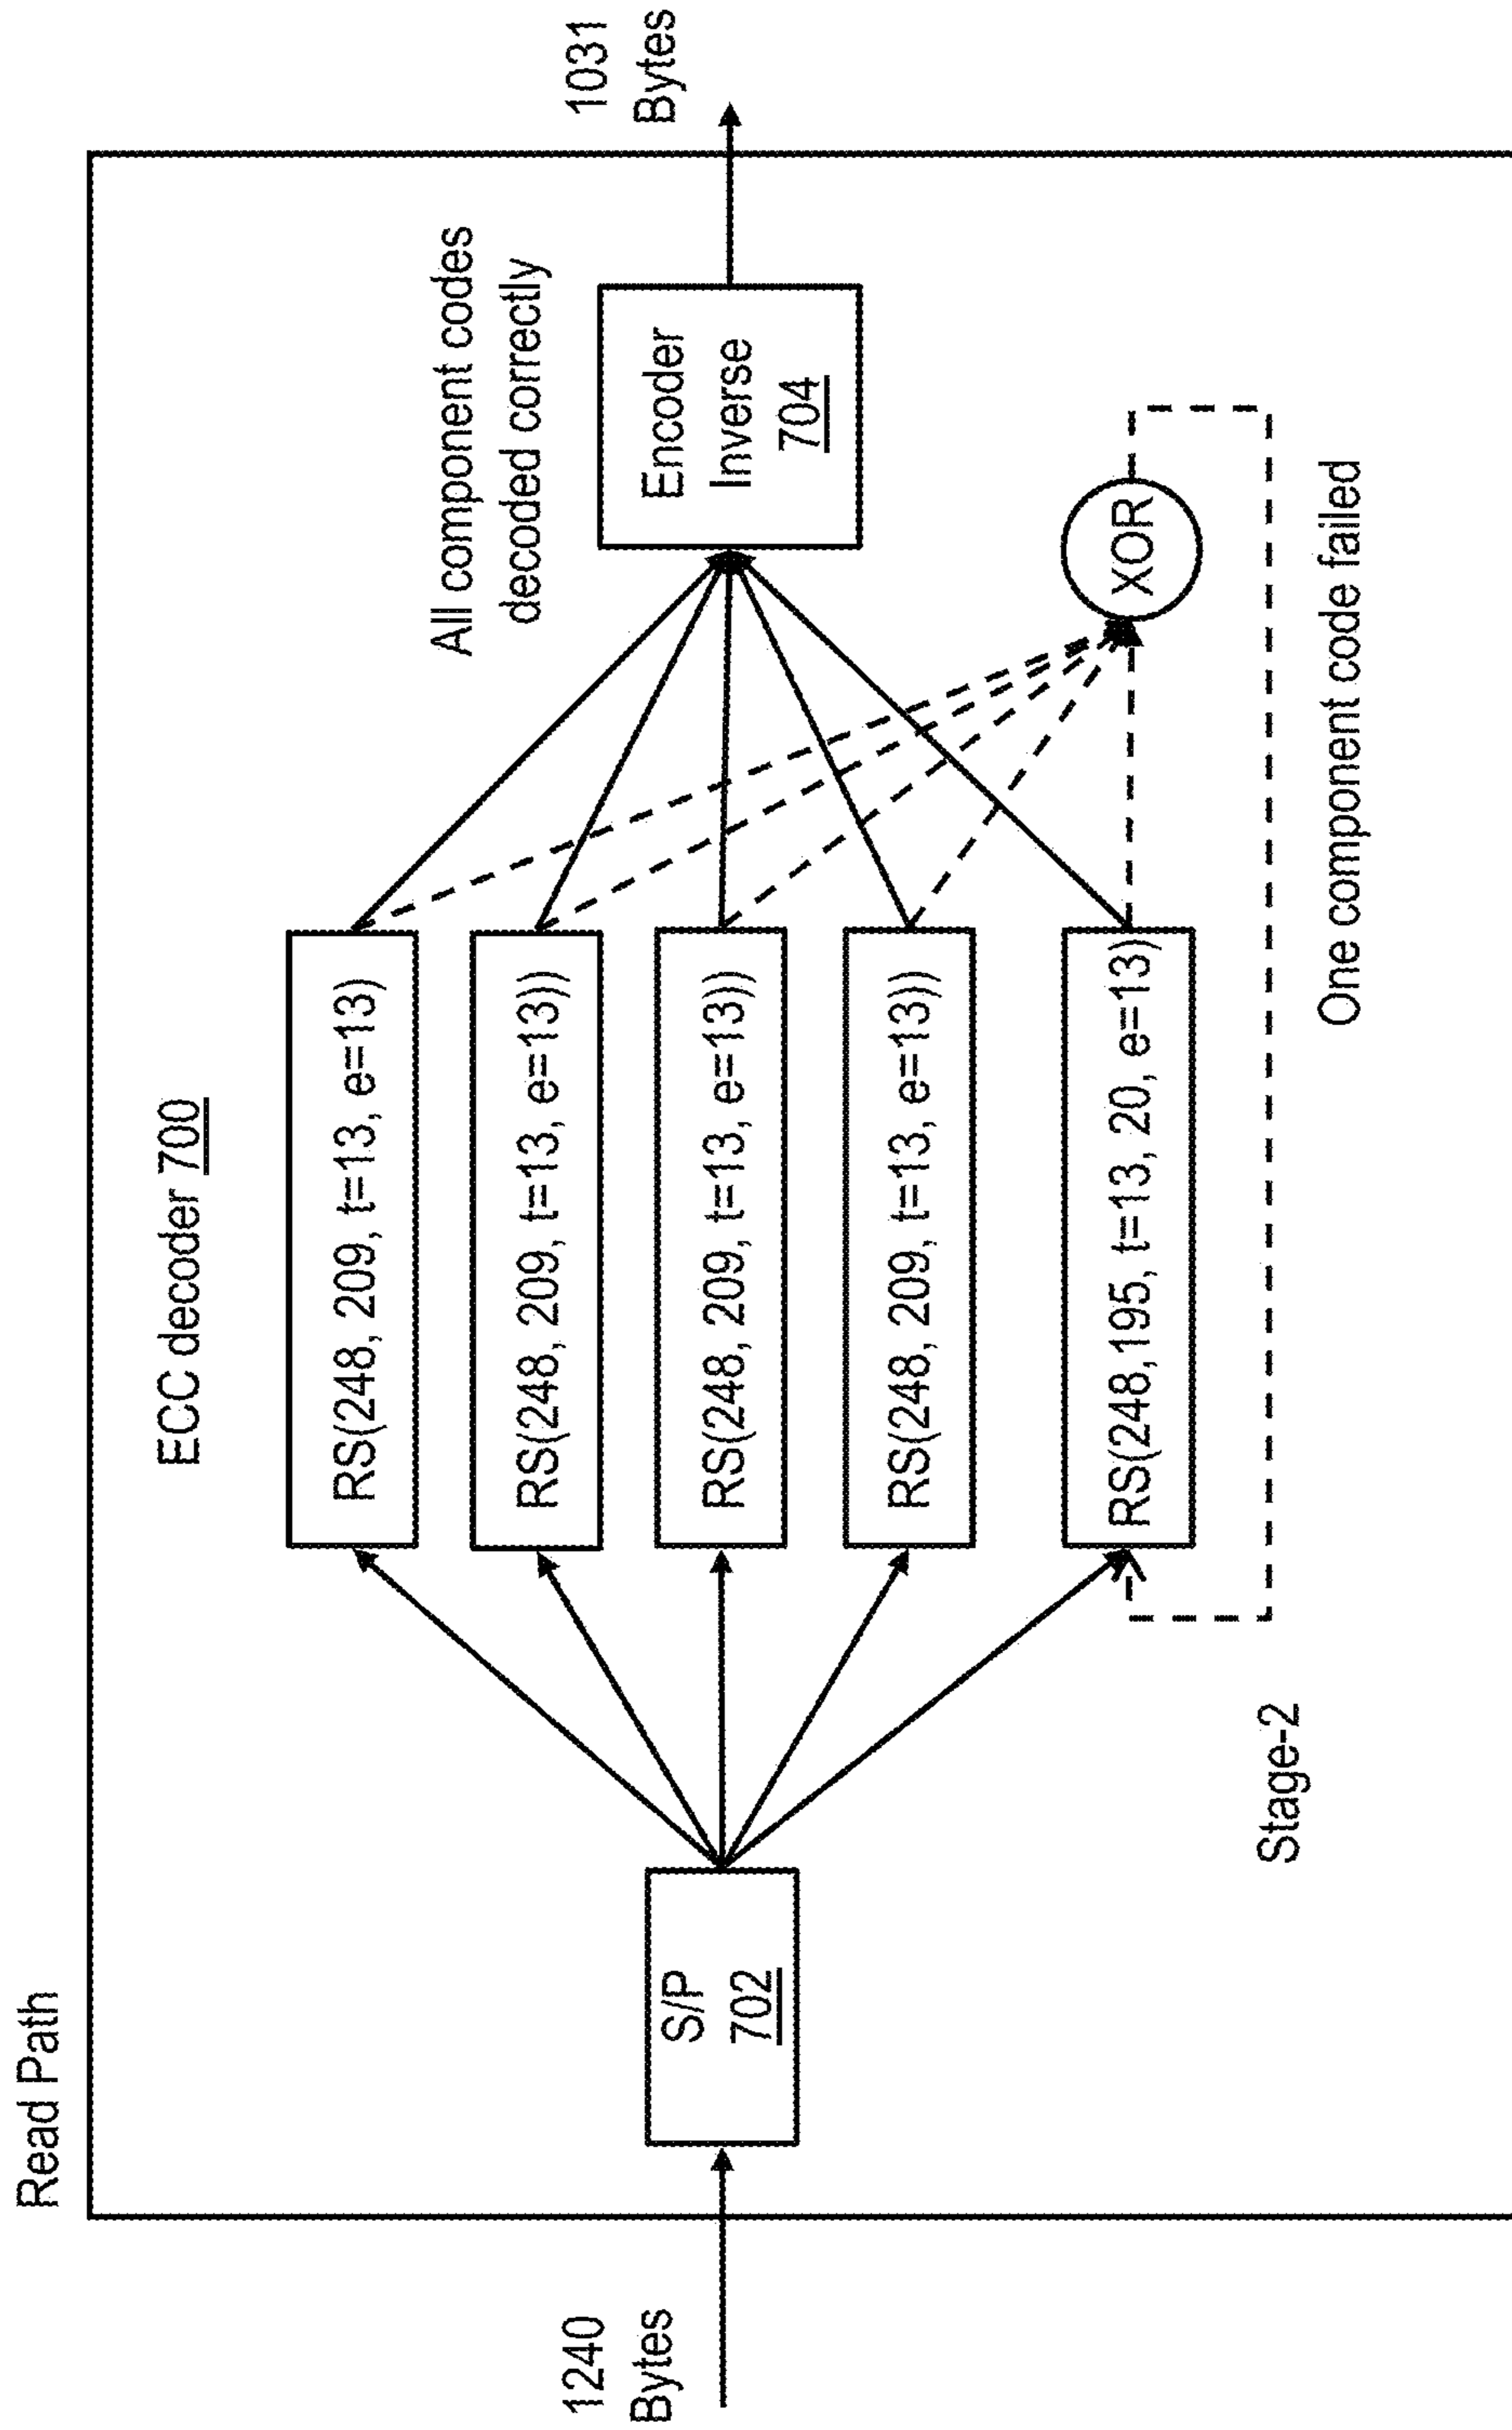 Read Path
ECC decoder 700
1240
Bytes
S/P
702
RS(248, 209, t=13, e=13)
RS(248, 209, t=13, e=13))
RS(248, 209, t=13, e=13))
RS(248, 209, t=13, e=13))
RS(248,195, t=13, 20, e=13)
All component codes
decoded correctly
Encoder
Inverse
704
1031
Bytes
XOR
Stage-2
One component code failed